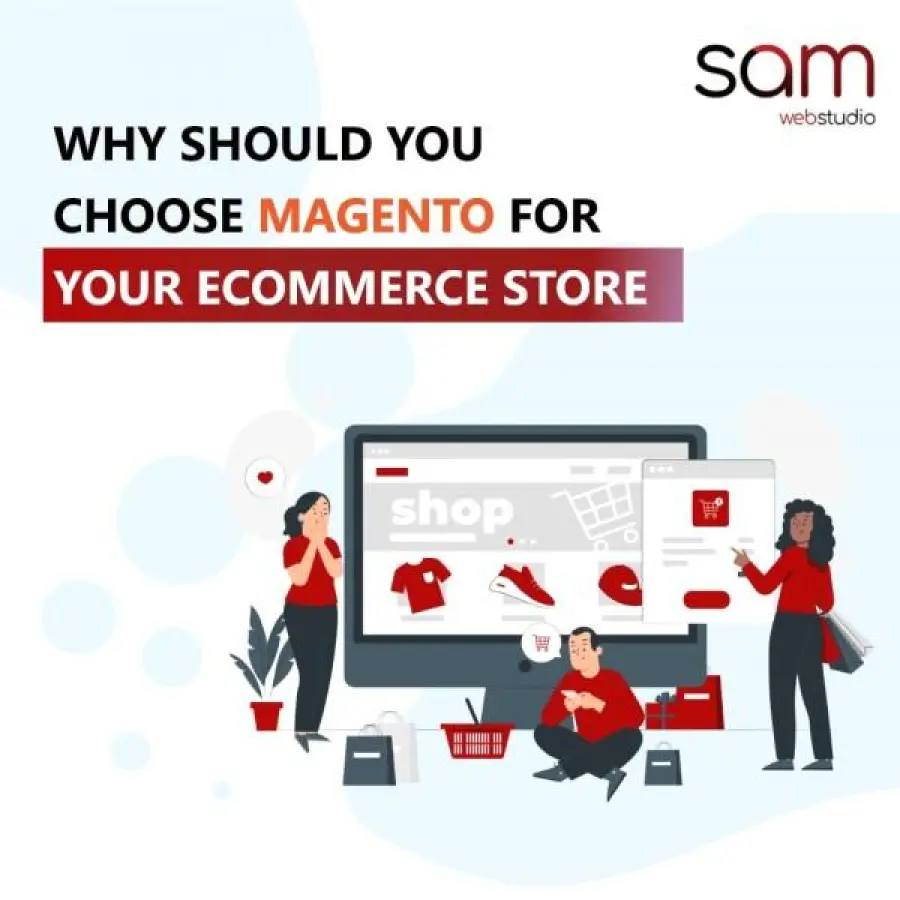 sam
webstudio
WHY SHOULD YOU
CHOOSE MAGENTO FOR
YOUR ECOMMERCE STORE
shop